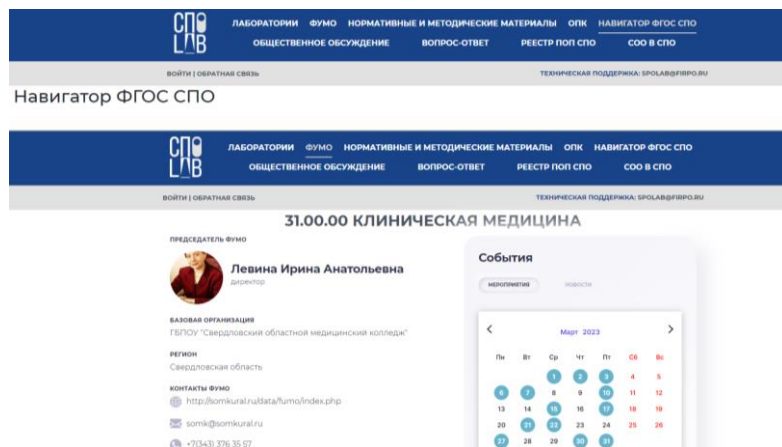 СПО
LAB
ЛАБОРАТОРИИ ФУМО НОРМАТИВНЫЕ И МЕТОДИЧЕСКИЕ МАТЕРИАЛЫ ОПК НАВИГАТОР ФГОС СПО
ОБЩЕСТВЕННОЕ ОБСУЖДЕНИЕ ВОПРОС-ОТВЕТ РЕЕСТР ПОП СПО СОО В СПО
ВОЙТИ | ОБРАТНАЯ СВЯЗЬ ТЕХНИЧЕСКАЯ ПОДДЕРЖКА: SPOLAB@FIRPO.RU
Навигатор ФГОС СПО
СПО
LAB
ЛАБОРАТОРИИ ФУМО НОРМАТИВНЫЕ И МЕТОДИЧЕСКИЕ МАТЕРИАЛЫ ОПК НАВИГАТОР ФГОС СПО
ОБЩЕСТВЕННОЕ ОБСУЖДЕНИЕ ВОПРОС-ОТВЕТ РЕЕСТР ПОП СПО СОО В СПО
ВОЙТИ | ОБРАТНАЯ СВЯЗЬ ТЕХНИЧЕСКАЯ ПОДДЕРЖКА: SPOLAB@FIRPO.RU
31.00.00 КЛИНИЧЕСКАЯ МЕДИЦИНА
ПРЕДСЕДАТЕЛЬ ФУМО
Левина Ирина Анатольевна
директор
БАЗОВАЯ ОРГАНИЗАЦИЯ
ГБПОУ "Свердловский областной медицинский колледж"
РЕГИОН
Свердловская область
КОНТАКТЫ ФУМО
http://somkural.ru/data/fumo/index.php
somk@somkural.ru
+7(343) 376 35 57
События
МЕРОПРИЯТИЯ НОВОСТИ
< Март 2023 >
Пн Вт Ср Чт Пт Сб Вс
1 2 3 4 5
6 7 8 9 10 11 12
13 14 15 16 17 18 19
20 21 22 23 24 25 26
27 28 29 30 31